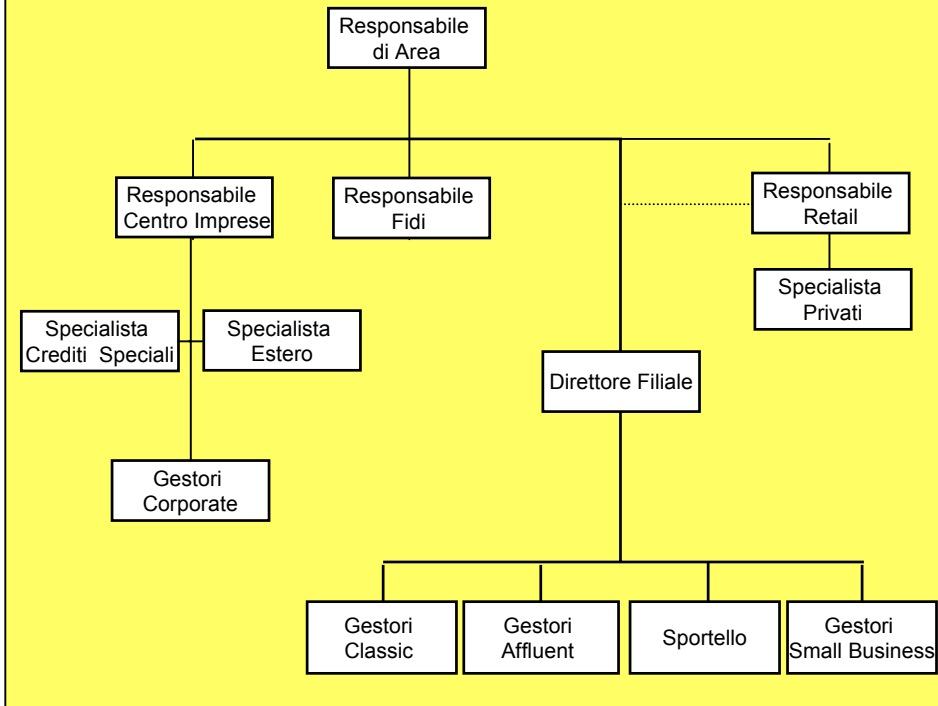 Responsabile
di Area
Responsabile
Centro Imprese
Responsabile
Fidi
Responsabile
Retail
Specialista
Privati
Specialista
Crediti Speciali
Specialista
Estero
Direttore Filiale
Gestori
Corporate
Gestori
Classic
Gestori
Affluent
Sportello
Gestori
Small Business